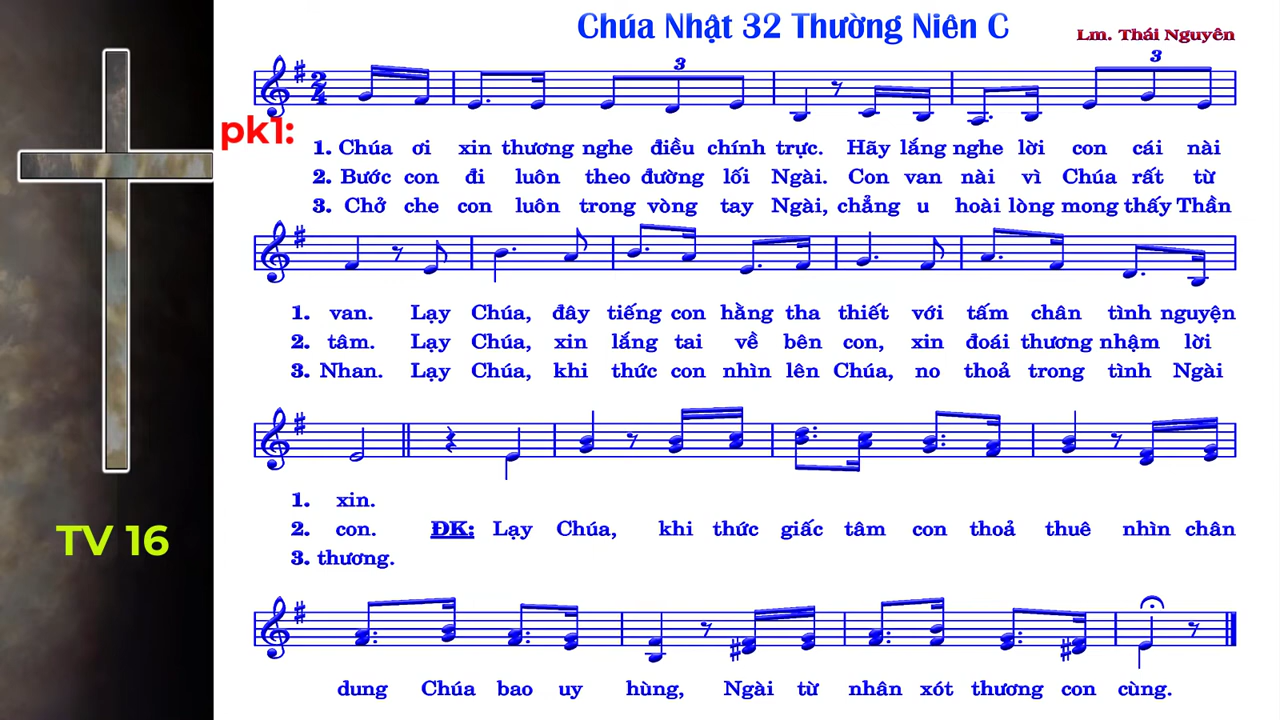 Chúa Nhật 32 Thường Niên C
Lm. Thái Nguyên
pk1:
3
3
2
4
1. Chúa ơi xin thương nghe điều chính trực. Hãy lắng nghe lời con cái nài
2. Bước con đi luôn theo đường lối Ngài. Con van nài vì Chúa rất từ
3. Chở che con luôn trong vòng tay Ngài, chẳng u hoài lòng mong thấy Thần
1. van. Lạy Chúa, đây tiếng con hằng tha thiết với tấm chân tình nguyện
2. tâm. Lạy Chúa, xin lắng tai về bên con, xin đoái thương nhậm lời
3. Nhan. Lạy Chúa, khi thức con nhìn lên Chúa, no thoả trong tình Ngài
1. xin.
2. con. ĐK: Lạy Chúa, khi thức giấc tâm con thoả thuê nhìn chân
3. thương.
TV 16
dung Chúa bao uy hùng, Ngài từ nhân xót thương con cùng.